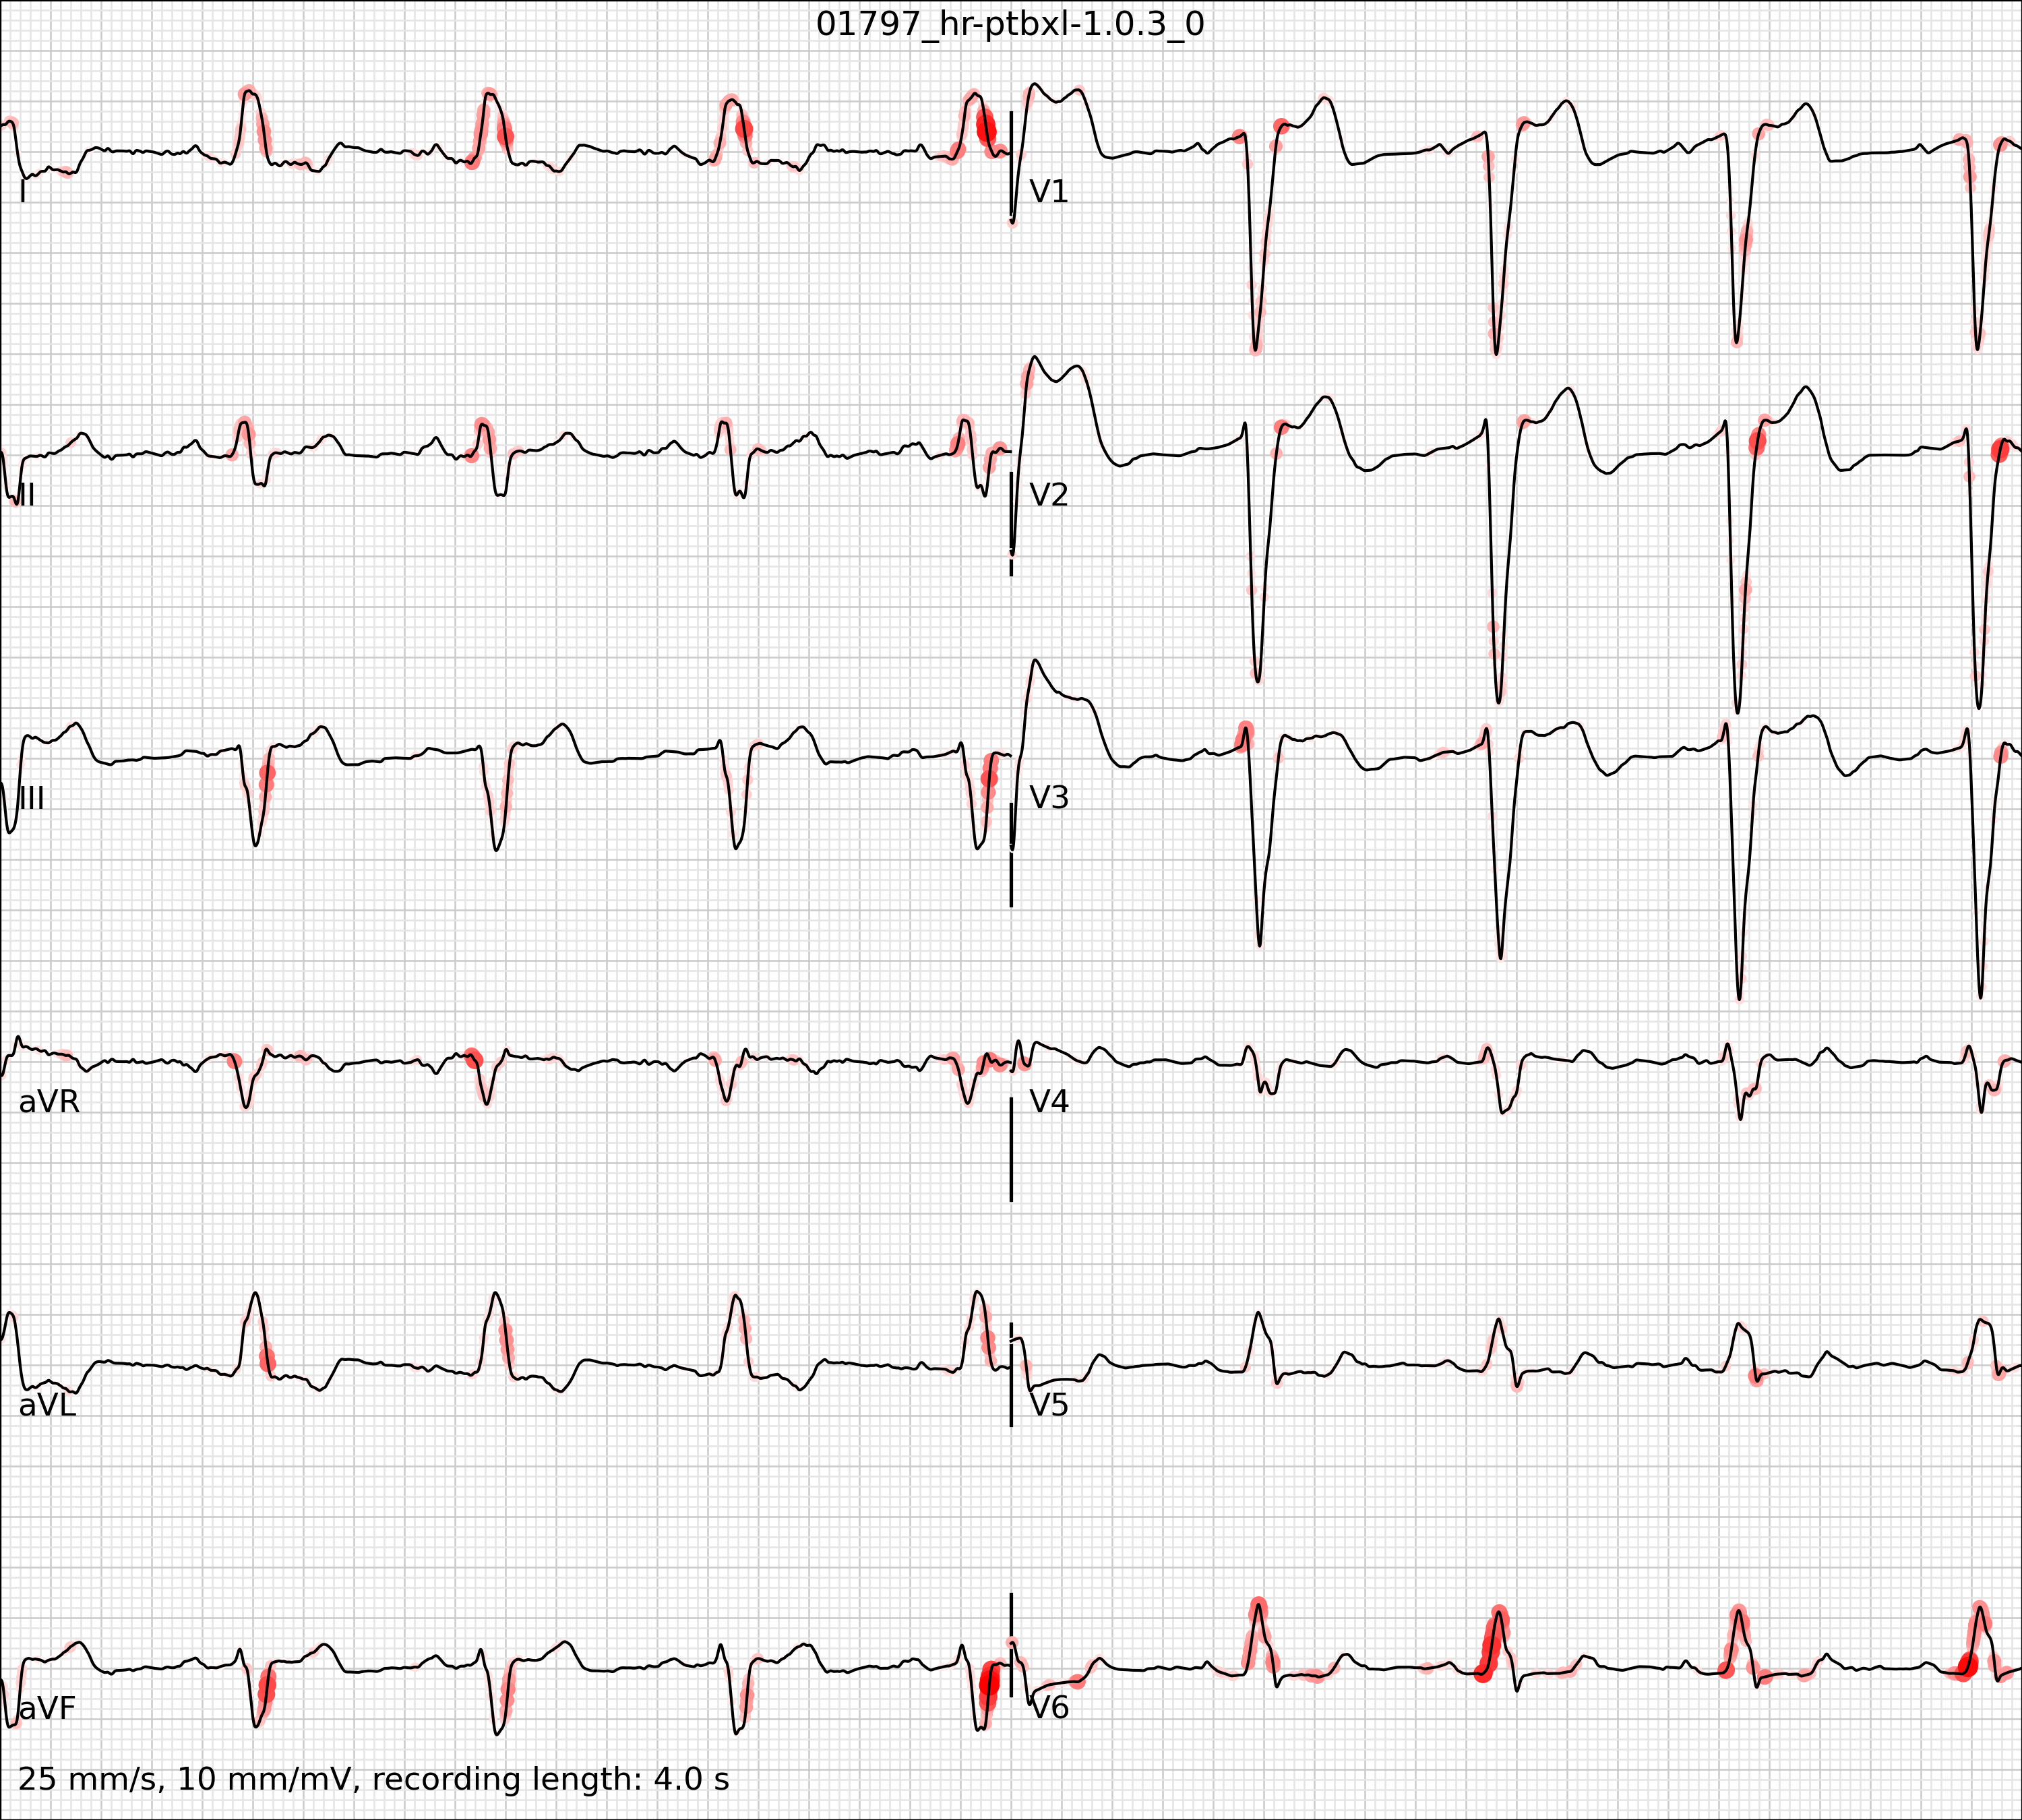 01797_hr-ptbxl-1.0.3_0
I
V1
II
V2
III
V3
aVR
V4
aVL
V5
aVF
V6
25 mm/s, 10 mm/mV, recording length: 4.0 s